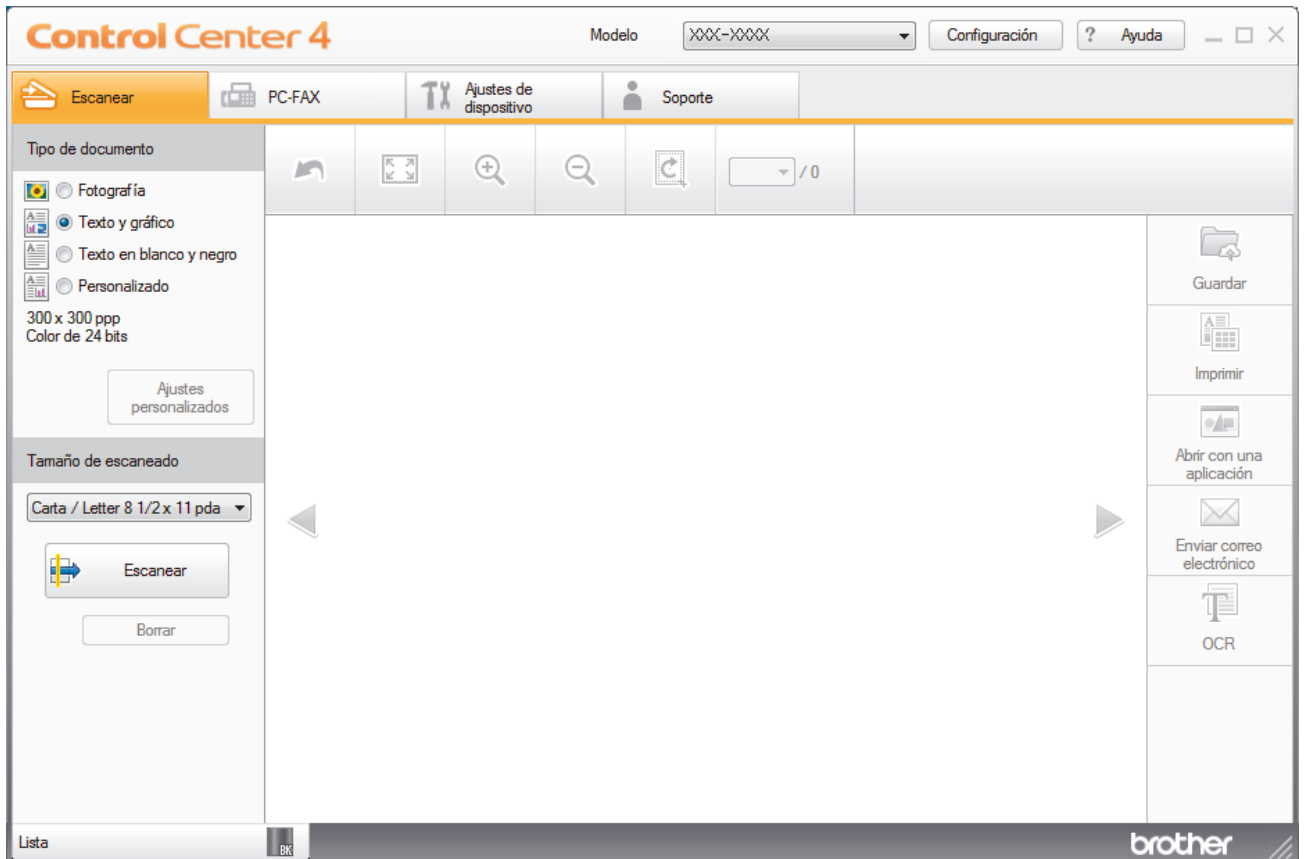 Control Center 4
Modelo
XXX-XXXX
Configuración
? Ayuda
Escanear
PC-FAX
Ajustes de
dispositivo
Soporte
Tipo de documento
Fotografía
Texto y gráfico
Texto en blanco y negro
Personalizado
300 x 300 ppp
Color de 24 bits
Ajustes
personalizados
Tamaño de escaneado
Carta / Letter 8 1/2 x 11 pda
Escanear
Borrar
/ 0
Guardar
Imprimir
Abrir con una
aplicación
Enviar correo
electrónico
OCR
Lista
BK
brother